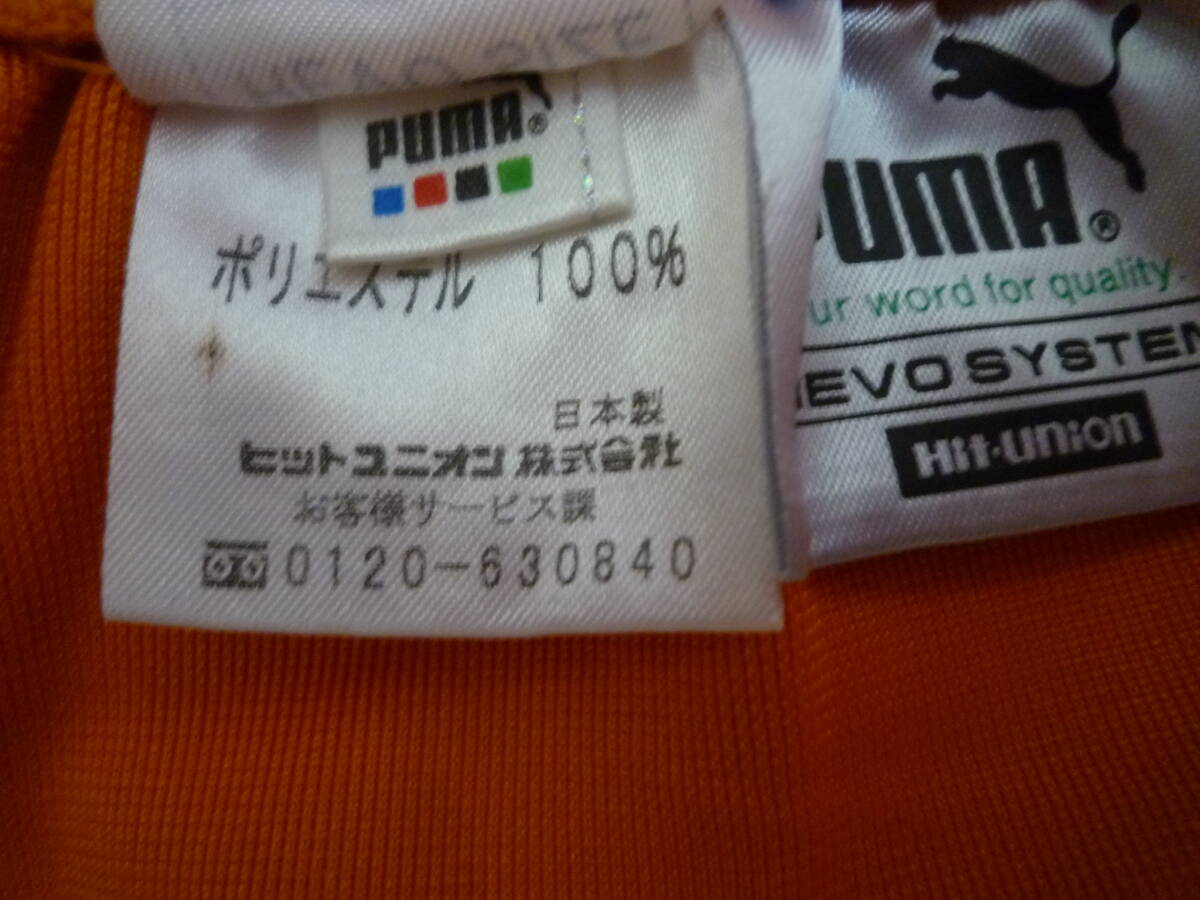 PUMA®
ポリエステル 100%
日本製
ヒットユニオン 株式会社
お客様サービス課
0120-630840
PUMA®
ur word for quality.
EVO SYSTEM
Hit-union